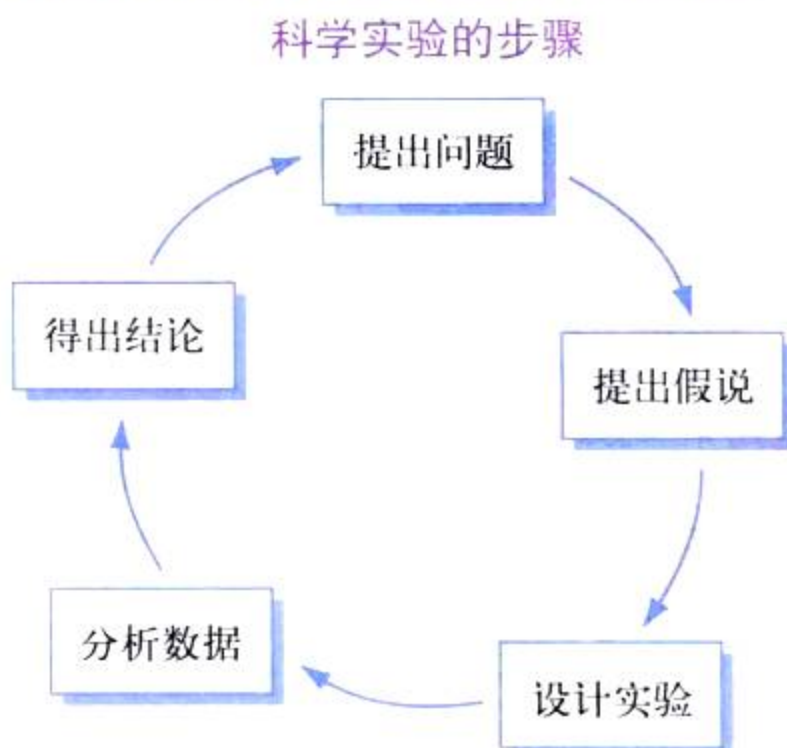 科学实验的步骤
提出问题
提出假说
设计实验
分析数据
得出结论